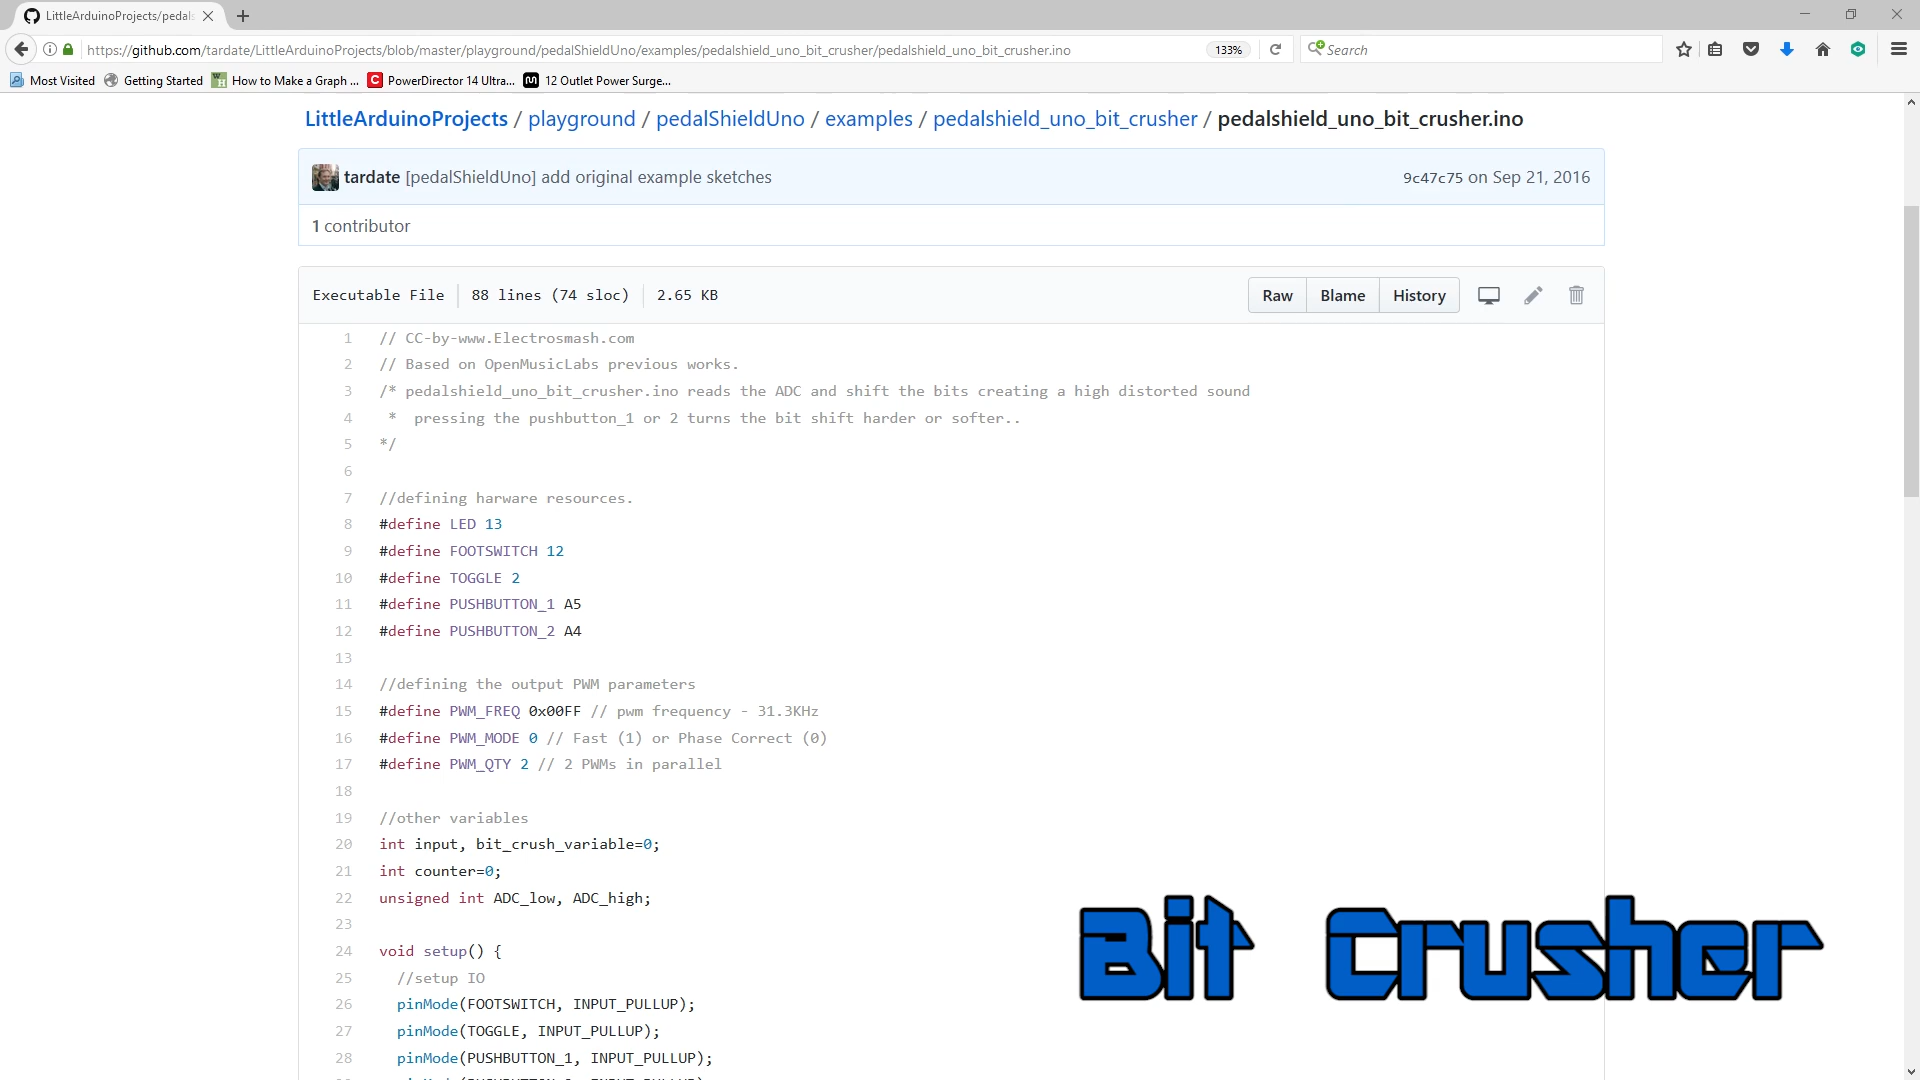 LittleArduinoProjects/pedals
https://github.com/tardate/LittleArduinoProjects/blob/master/playground/pedalShieldUno/examples/pedalshield_uno_bit_crusher/pedalshield_uno_bit_crusher.ino 133% Search
Most Visited Getting Started How to Make a Graph ... PowerDirector 14 Ultra... 12 Outlet Power Surge...
LittleArduinoProjects / playground / pedalShieldUno / examples / pedalshield_uno_bit_crusher / pedalshield_uno_bit_crusher.ino
tardate [pedalShieldUno] add original example sketches 9c47c75 on Sep 21, 2016
1 contributor
Executable File 88 lines (74 sloc) 2.65 KB Raw Blame History
1 // CC-by-www.Electrosmash.com
2 // Based on OpenMusicLabs previous works.
3 /* pedalshield_uno_bit_crusher.ino reads the ADC and shift the bits creating a high distorted sound
4 * pressing the pushbutton_1 or 2 turns the bit shift harder or softer..
5 */
6
7 //defining harware resources.
8 #define LED 13
9 #define FOOTSWITCH 12
10 #define TOGGLE 2
11 #define PUSHBUTTON_1 A5
12 #define PUSHBUTTON_2 A4
13
14 //defining the output PWM parameters
15 #define PWM_FREQ 0x00FF // pwm frequency - 31.3KHz
16 #define PWM_MODE 0 // Fast (1) or Phase Correct (0)
17 #define PWM_QTY 2 // 2 PWMs in parallel
18
19 //other variables
20 int input, bit_crush_variable=0;
21 int counter=0;
22 unsigned int ADC_low, ADC_high;
23
24 void setup() {
25 //setup IO
26 pinMode(FOOTSWITCH, INPUT_PULLUP);
27 pinMode(TOGGLE, INPUT_PULLUP);
28 pinMode(PUSHBUTTON_1, INPUT_PULLUP);
Bit Crusher